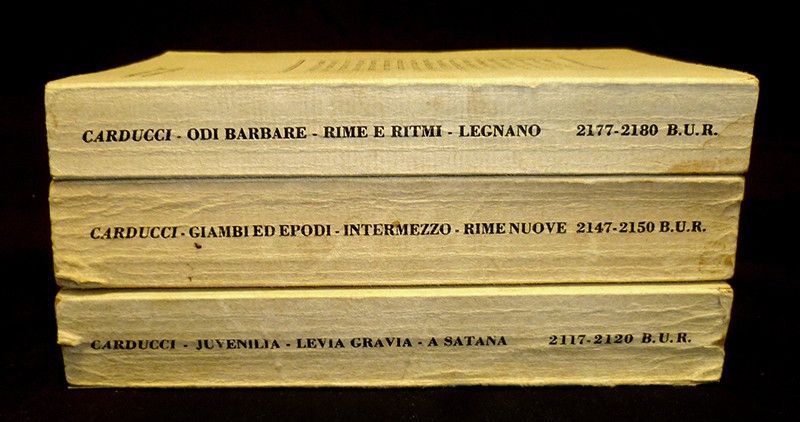 CARDUCCI - ODI BARBARE - RIME E RITMI - LEGNANO 2177-2180 B.U.R.
CARDUCCI - GIAMBI ED EPODI - INTERMEZZO - RIME NUOVE 2147-2150 B.U.R.
CARDUCCI - JUVENILIA - LEVIA GRAVIA - A SATANA 2117-2120 B.U.R.